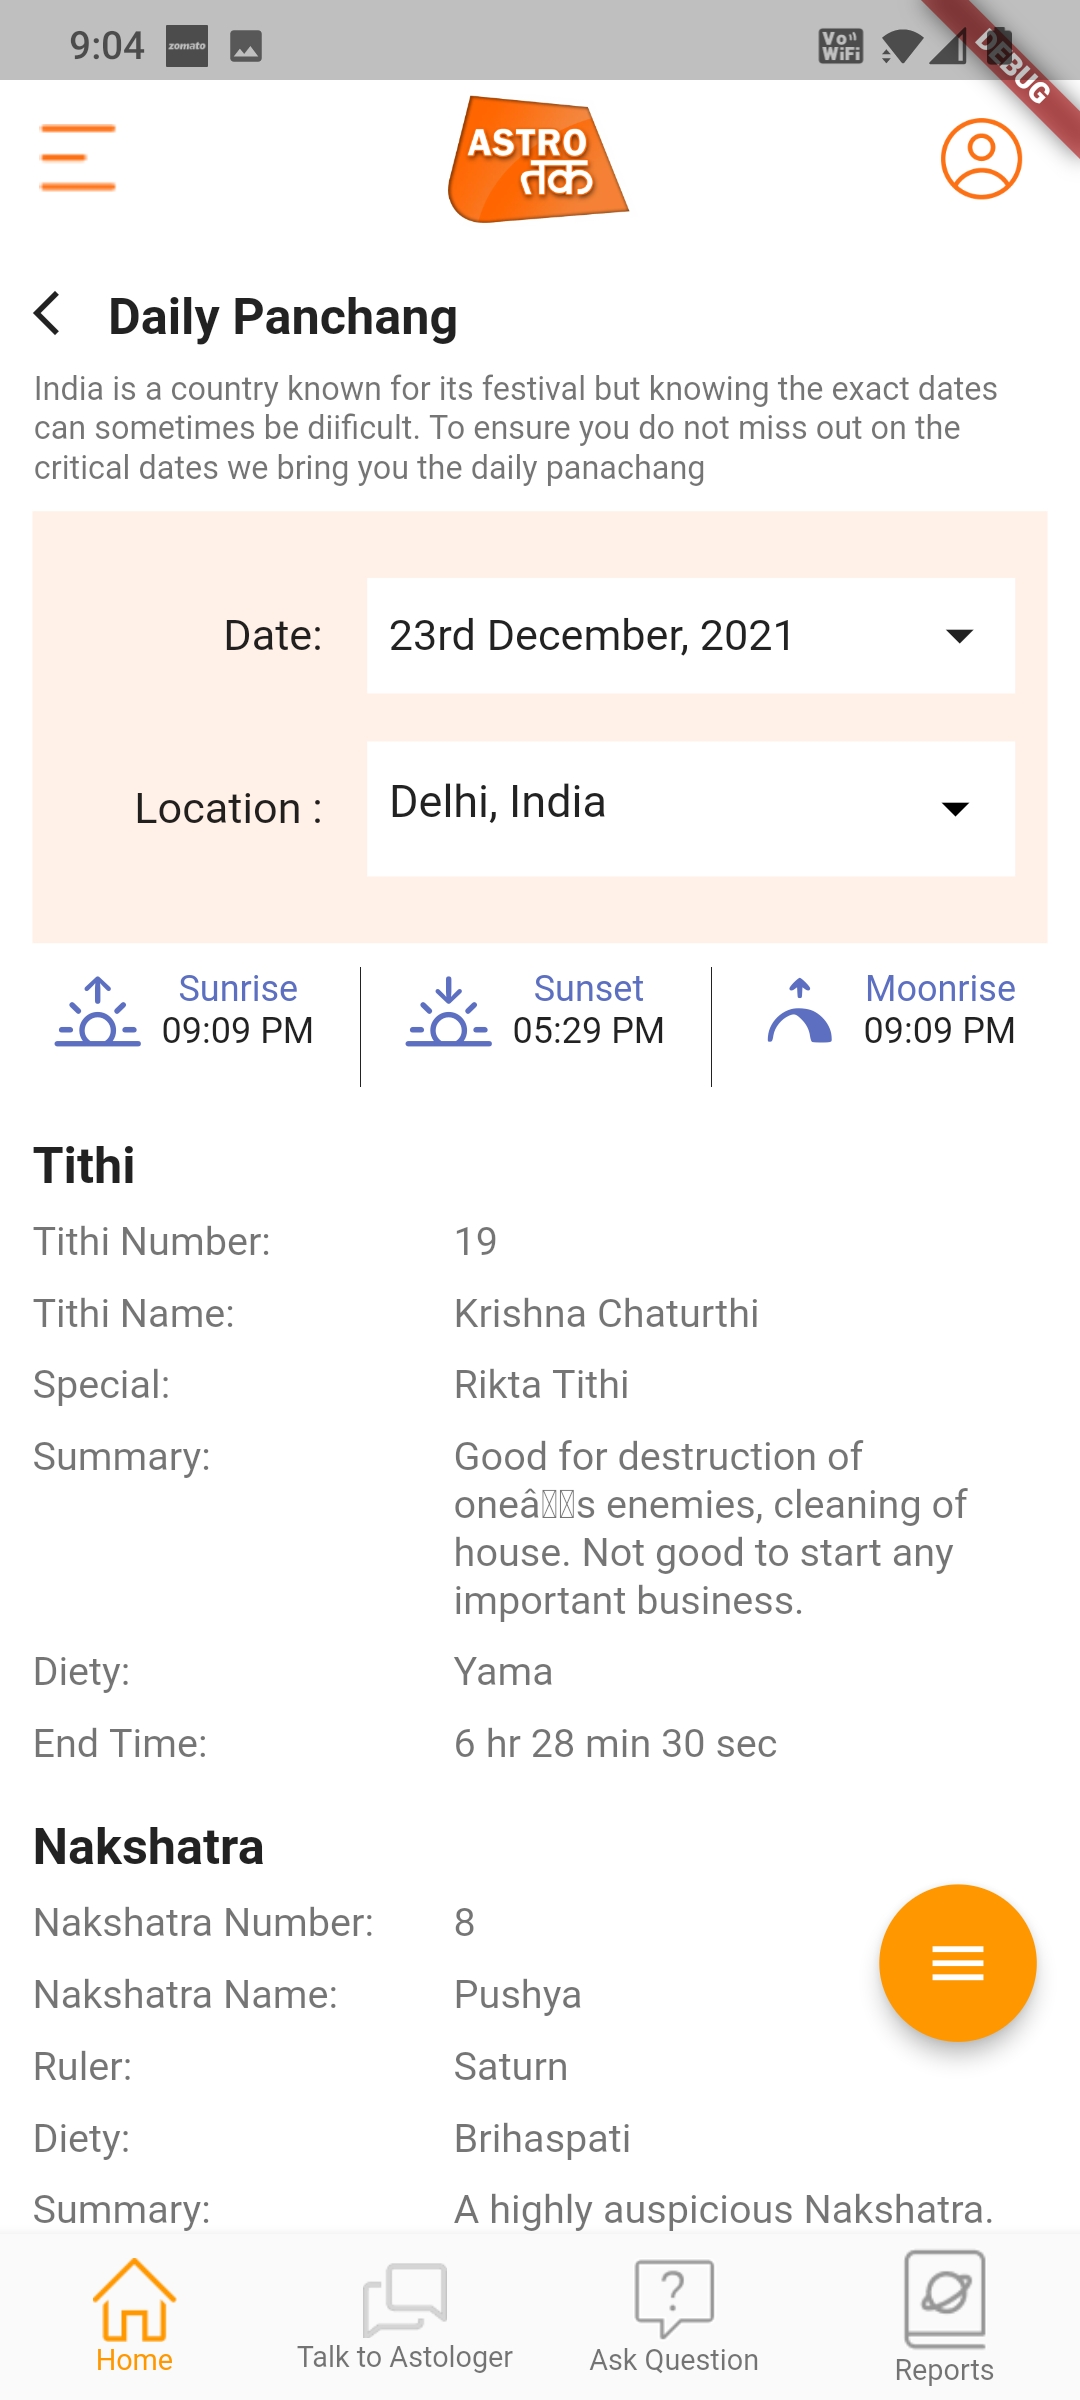 9:04
zomato
Vo WiFi
DEBUG
ASTRO
तक
Daily Panchang
India is a country known for its festival but knowing the exact dates
can sometimes be diificult. To ensure you do not miss out on the
critical dates we bring you the daily panachang
Date:
23rd December, 2021
Location :
Delhi, India
Sunrise
09:09 PM
Sunset
05:29 PM
Moonrise
09:09 PM
Tithi
Tithi Number: 19
Tithi Name: Krishna Chaturthi
Special: Rikta Tithi
Summary: Good for destruction of
oneâs enemies, cleaning of
house. Not good to start any
important business.
Diety: Yama
End Time: 6 hr 28 min 30 sec
Nakshatra
Nakshatra Number: 8
Nakshatra Name: Pushya
Ruler: Saturn
Diety: Brihaspati
Summary: A highly auspicious Nakshatra.
Home
Talk to Astologer
?
Ask Question
Reports